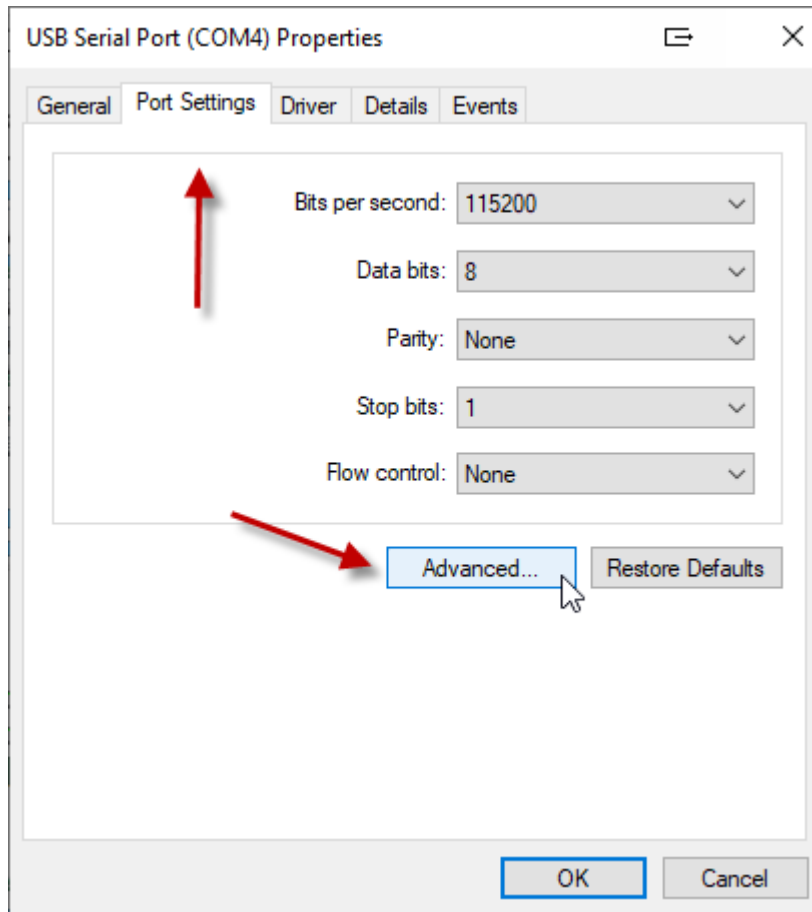 USB Serial Port (COM4) Properties
General Port Settings Driver Details Events
Bits per second: 115200
Data bits: 8
Parity: None
Stop bits: 1
Flow control: None
Advanced... Restore Defaults
OK Cancel